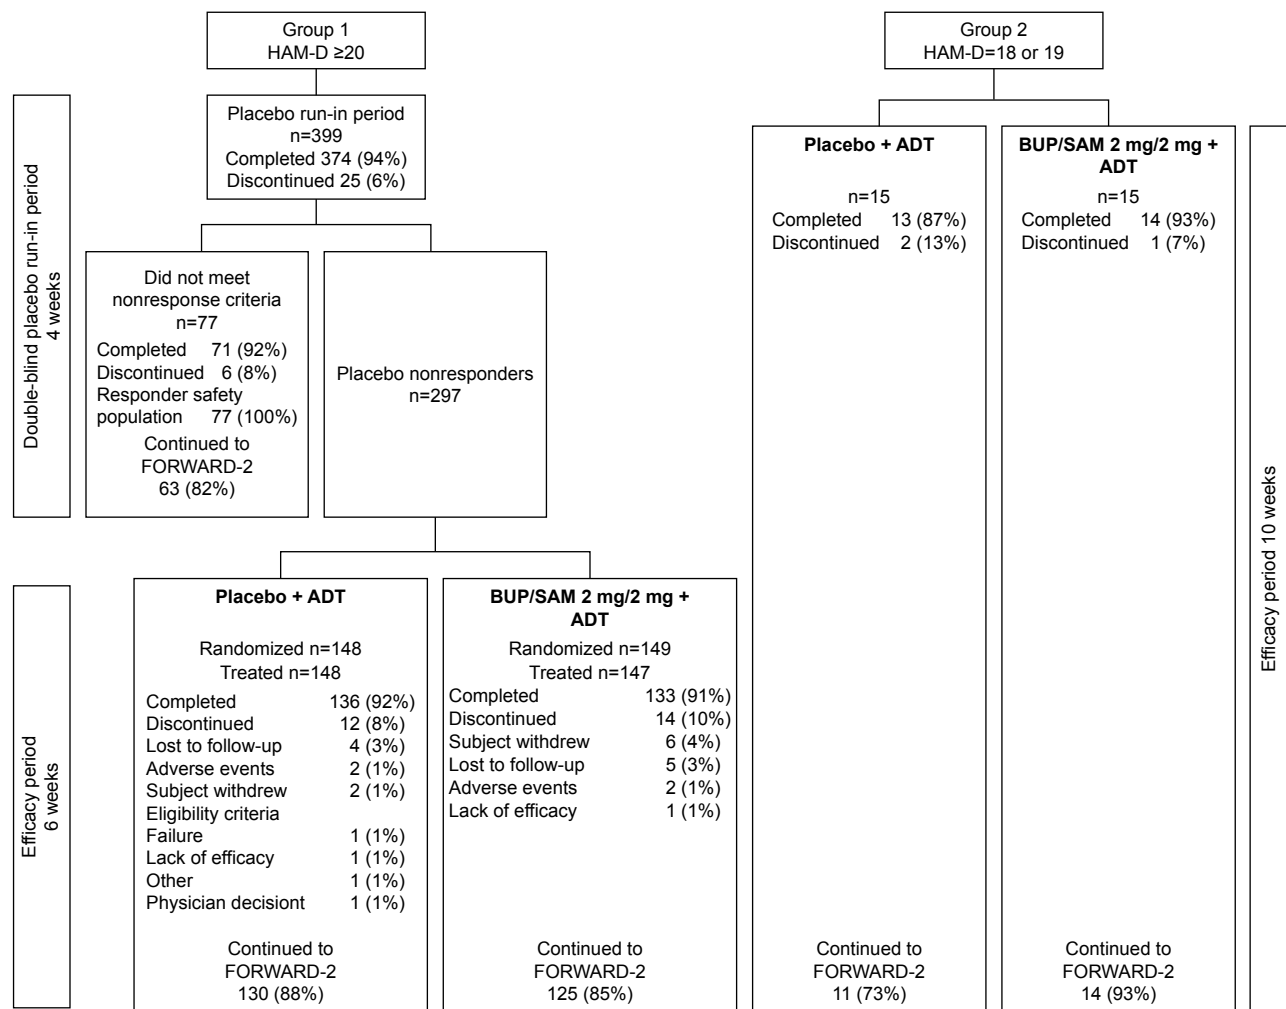 Group 1
HAM-D ≥20
Group 2
HAM-D=18 or 19
Double-blind placebo run-in period
4 weeks
Placebo run-in period
n=399
Completed 374 (94%)
Discontinued 25 (6%)
Did not meet
nonresponse criteria
n=77
Completed 71 (92%)
Discontinued 6 (8%)
Responder safety
population 77 (100%)
Continued to
FORWARD-2
63 (82%)
Placebo nonresponders
n=297
Placebo + ADT
n=15
Completed 13 (87%)
Discontinued 2 (13%)
Continued to
FORWARD-2
11 (73%)
BUP/SAM 2 mg/2 mg +
ADT
n=15
Completed 14 (93%)
Discontinued 1 (7%)
Continued to
FORWARD-2
14 (93%)
Efficacy period 10 weeks
Efficacy period
6 weeks
Placebo + ADT
Randomized n=148
Treated n=148
Completed 136 (92%)
Discontinued 12 (8%)
Lost to follow-up 4 (3%)
Adverse events 2 (1%)
Subject withdrew 2 (1%)
Eligibility criteria
Failure 1 (1%)
Lack of efficacy 1 (1%)
Other 1 (1%)
Physician decisiont 1 (1%)
Continued to
FORWARD-2
130 (88%)
BUP/SAM 2 mg/2 mg +
ADT
Randomized n=149
Treated n=147
Completed 133 (91%)
Discontinued 14 (10%)
Subject withdrew 6 (4%)
Lost to follow-up 5 (3%)
Adverse events 2 (1%)
Lack of efficacy 1 (1%)
Continued to
FORWARD-2
125 (85%)